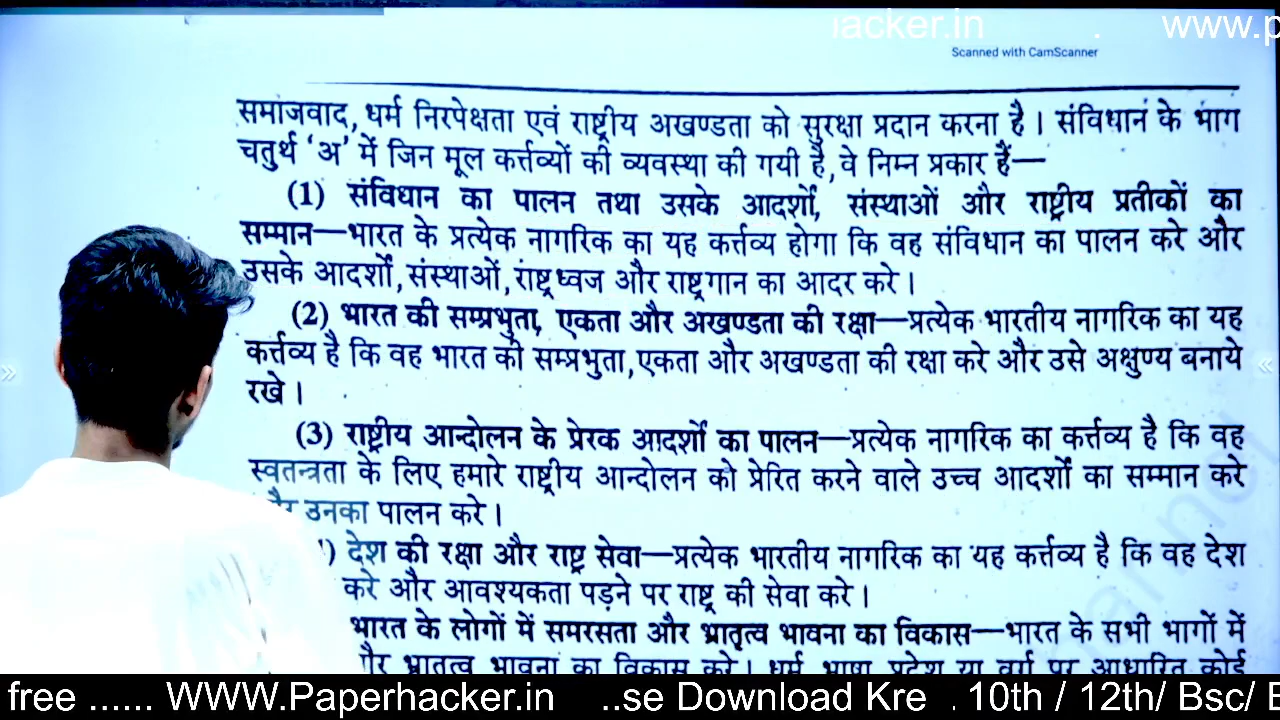 acker.in . www.p
Scanned with CamScanner
समाजवाद, धर्म निरपेक्षता एवं राष्ट्रीय अखण्डता को सुरक्षा प्रदान करना है। संविधान के भाग
चतुर्थ ‘अ’ में जिन मूल कर्त्तव्यों की व्यवस्था की गयी है, वे निम्न प्रकार हैं—
(1) संविधान का पालन तथा उसके आदर्शों, संस्थाओं और राष्ट्रीय प्रतीकों का
सम्मान—भारत के प्रत्येक नागरिक का यह कर्त्तव्य होगा कि वह संविधान का पालन करे और
उसके आदर्शों, संस्थाओं, राष्ट्रध्वज और राष्ट्रगान का आदर करे।
(2) भारत की सम्प्रभुता, एकता और अखण्डता की रक्षा—प्रत्येक भारतीय नागरिक का यह
कर्त्तव्य है कि वह भारत की सम्प्रभुता, एकता और अखण्डता की रक्षा करे और उसे अक्षुण्य बनाये
रखे।
(3) राष्ट्रीय आन्दोलन के प्रेरक आदर्शों का पालन—प्रत्येक नागरिक का कर्त्तव्य है कि वह
स्वतन्त्रता के लिए हमारे राष्ट्रीय आन्दोलन को प्रेरित करने वाले उच्च आदर्शों का सम्मान करे
उनका पालन करे।
) देश की रक्षा और राष्ट्र सेवा—प्रत्येक भारतीय नागरिक का यह कर्त्तव्य है कि वह देश
करे और आवश्यकता पड़ने पर राष्ट्र की सेवा करे।
भारत के लोगों में समरसता और भ्रातृत्व भावना का विकास—भारत के सभी भागों में
भ्रातृत्व भावना का विकास करे। धर्म, भाषा, प्रदेश या वर्ग पर आधारित कोई
free ...... WWW.Paperhacker.in ..se Download Kre . 10th / 12th/ Bsc/